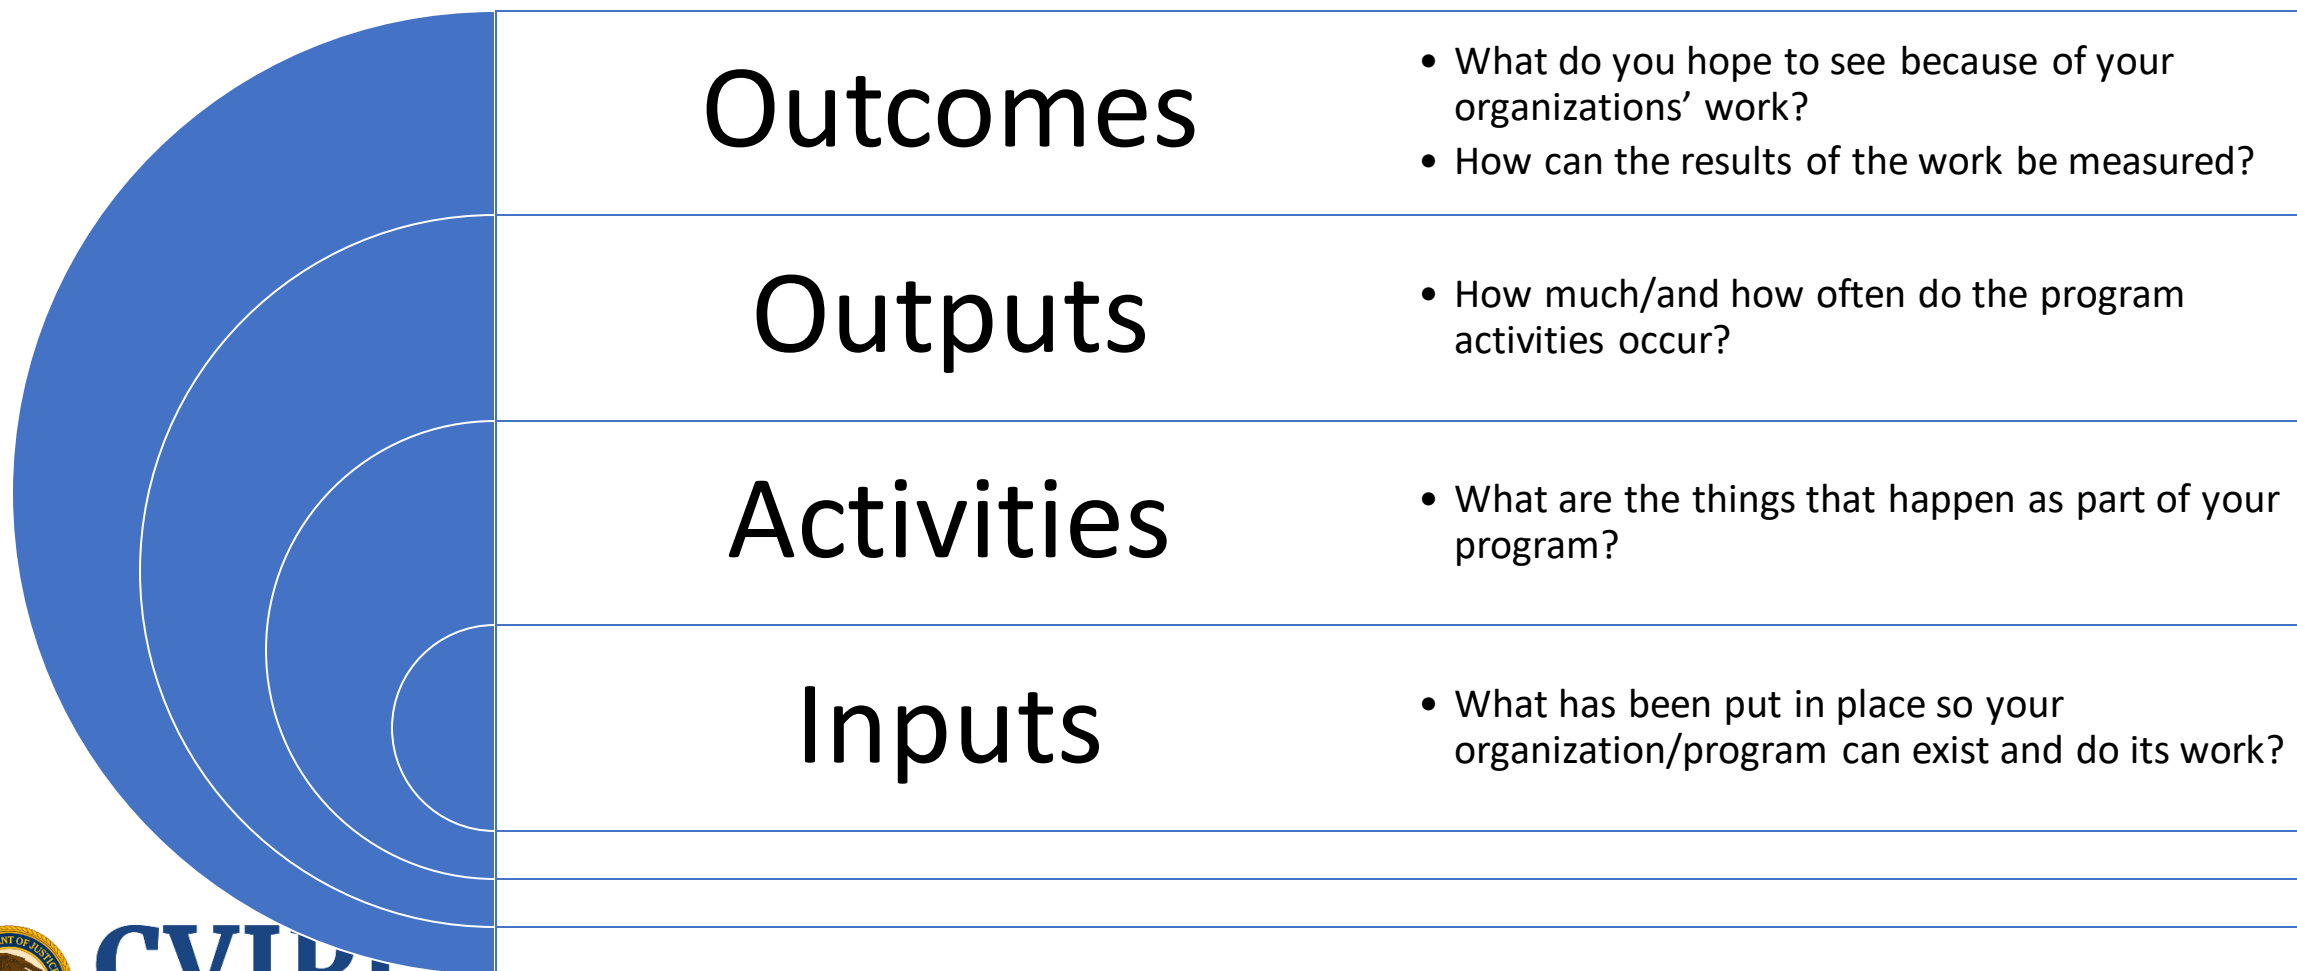 Outcomes
• What do you hope to see because of your
organizations’ work?
• How can the results of the work be measured?
Outputs
• How much/and how often do the program
activities occur?
Activities
• What are the things that happen as part of your
program?
Inputs
• What has been put in place so your
organization/program can exist and do its work?
OF JUSTICE